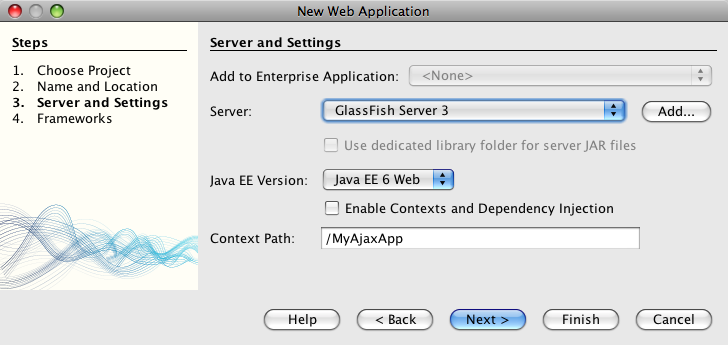 New Web Application
Steps
1. Choose Project
2. Name and Location
3. Server and Settings
4. Frameworks
Server and Settings
Add to Enterprise Application: <None>
Server: GlassFish Server 3 Add...
Use dedicated library folder for server JAR files
Java EE Version: Java EE 6 Web
Enable Contexts and Dependency Injection
Context Path: /MyAjaxApp
Help < Back Next > Finish Cancel